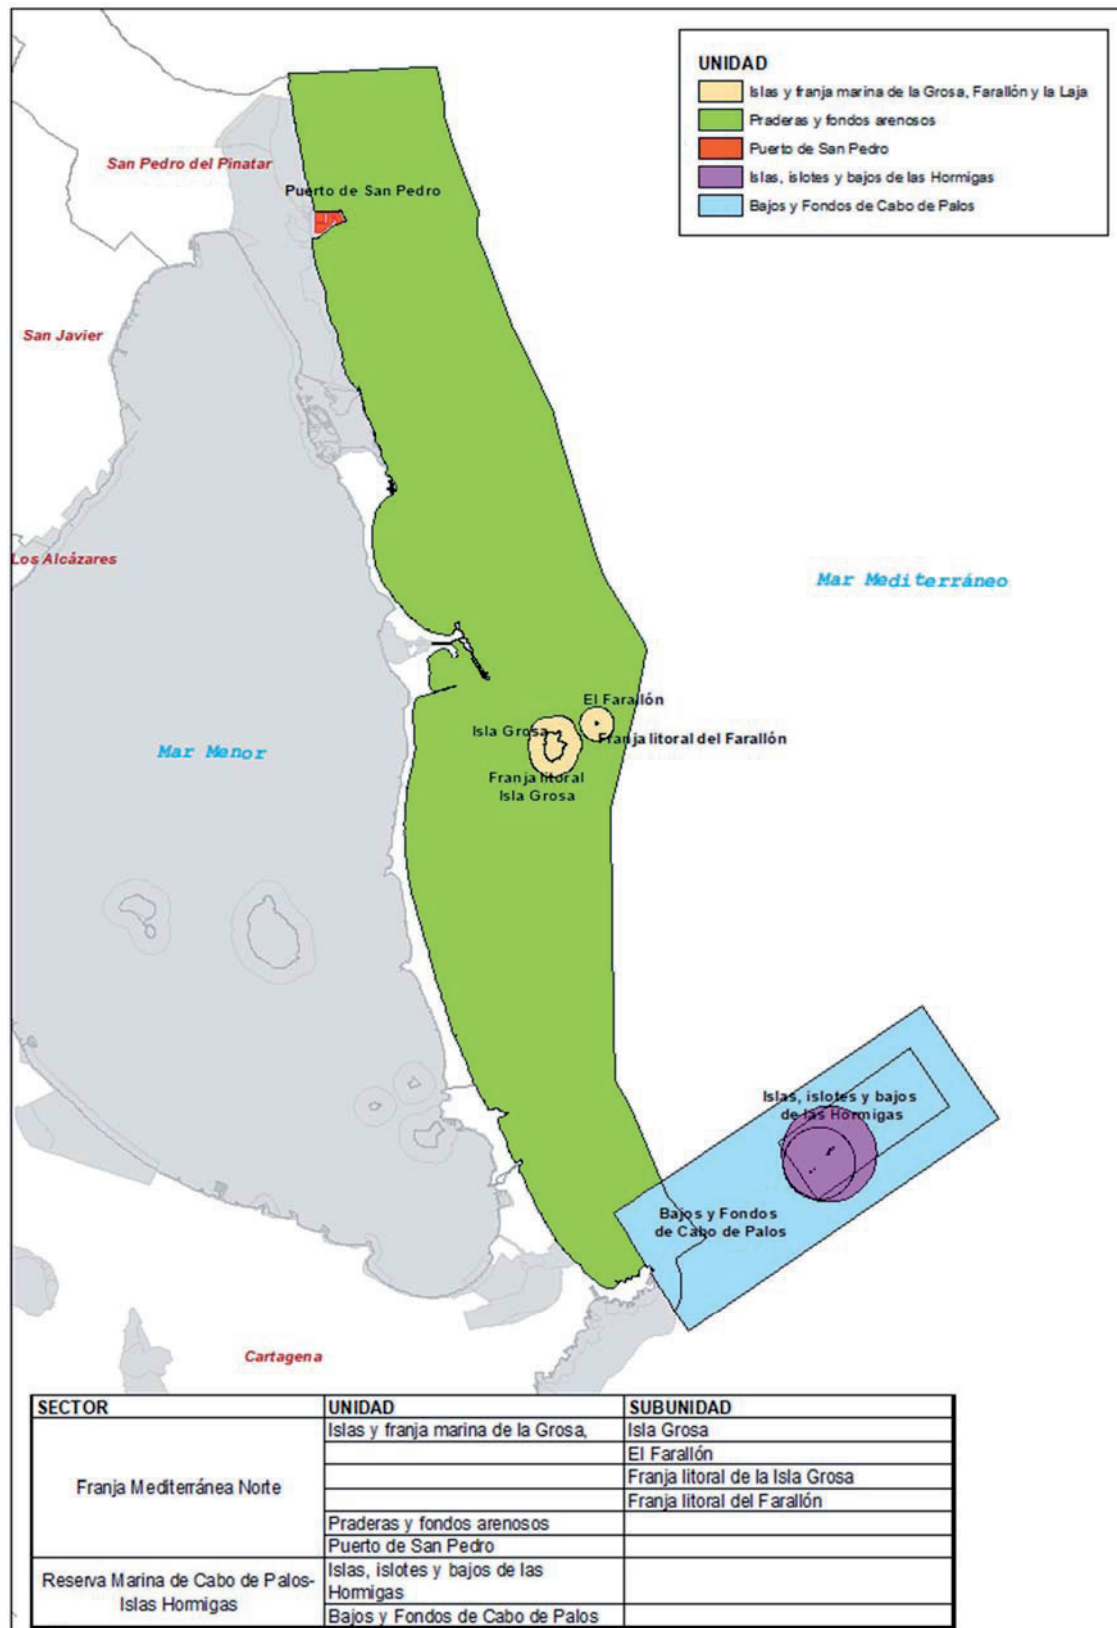 UNIDAD
Islas y franja marina de la Grosa, Farallón y la Laja
Praderas y fondos arenosos
Puerto de San Pedro
Islas, islotes y bajos de las Hormigas
Bajos y Fondos de Cabo de Palos
San Pedro del Pinatar
Puerto de San Pedro
San Javier
Los Alcázares
Mar Mediterráneo
El Farallón
Isla Grosa
Franja litoral del Farallón
Mar Menor
Franja litoral
Isla Grosa
Islas, islotes y bajos
de las Hormigas
Bajos y Fondos
de Cabo de Palos
Cartagena
SECTOR UNIDAD SUBUNIDAD
Franja Mediterránea Norte Islas y franja marina de la Grosa, Isla Grosa
El Farallón
Franja litoral de la Isla Grosa
Franja litoral del Farallón
Praderas y fondos arenosos
Puerto de San Pedro
Reserva Marina de Cabo de Palos-
Islas Hormigas
Islas, islotes y bajos de las
Hormigas
Bajos y Fondos de Cabo de Palos